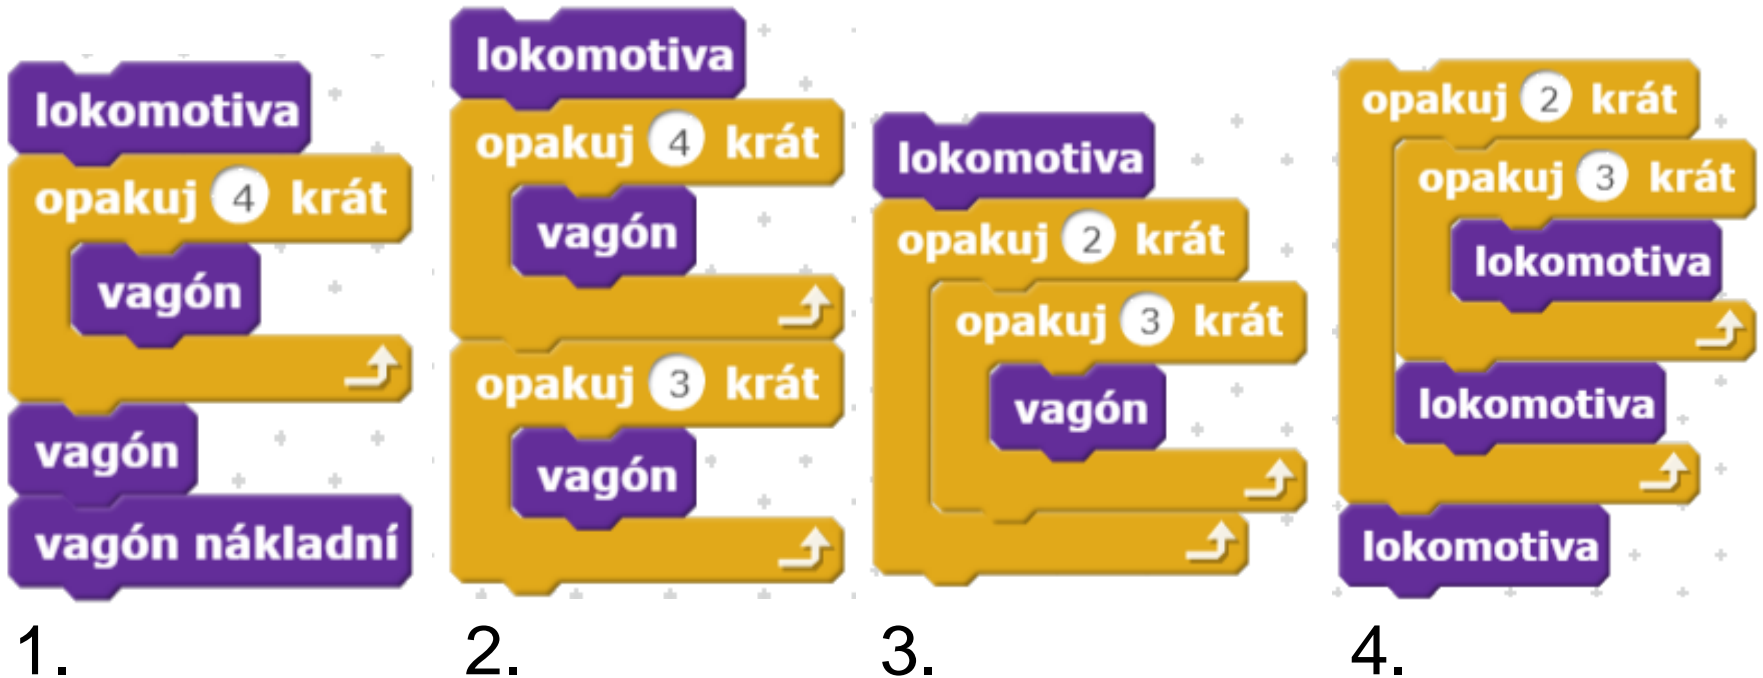 lokomotiva
opakuj 4 krát
vagón
vagón
vagón nákladní
1.
lokomotiva
opakuj 4 krát
vagón
opakuj 3 krát
vagón
2.
lokomotiva
opakuj 2 krát
opakuj 3 krát
vagón
3.
opakuj 2 krát
opakuj 3 krát
lokomotiva
lokomotiva
lokomotiva
4.